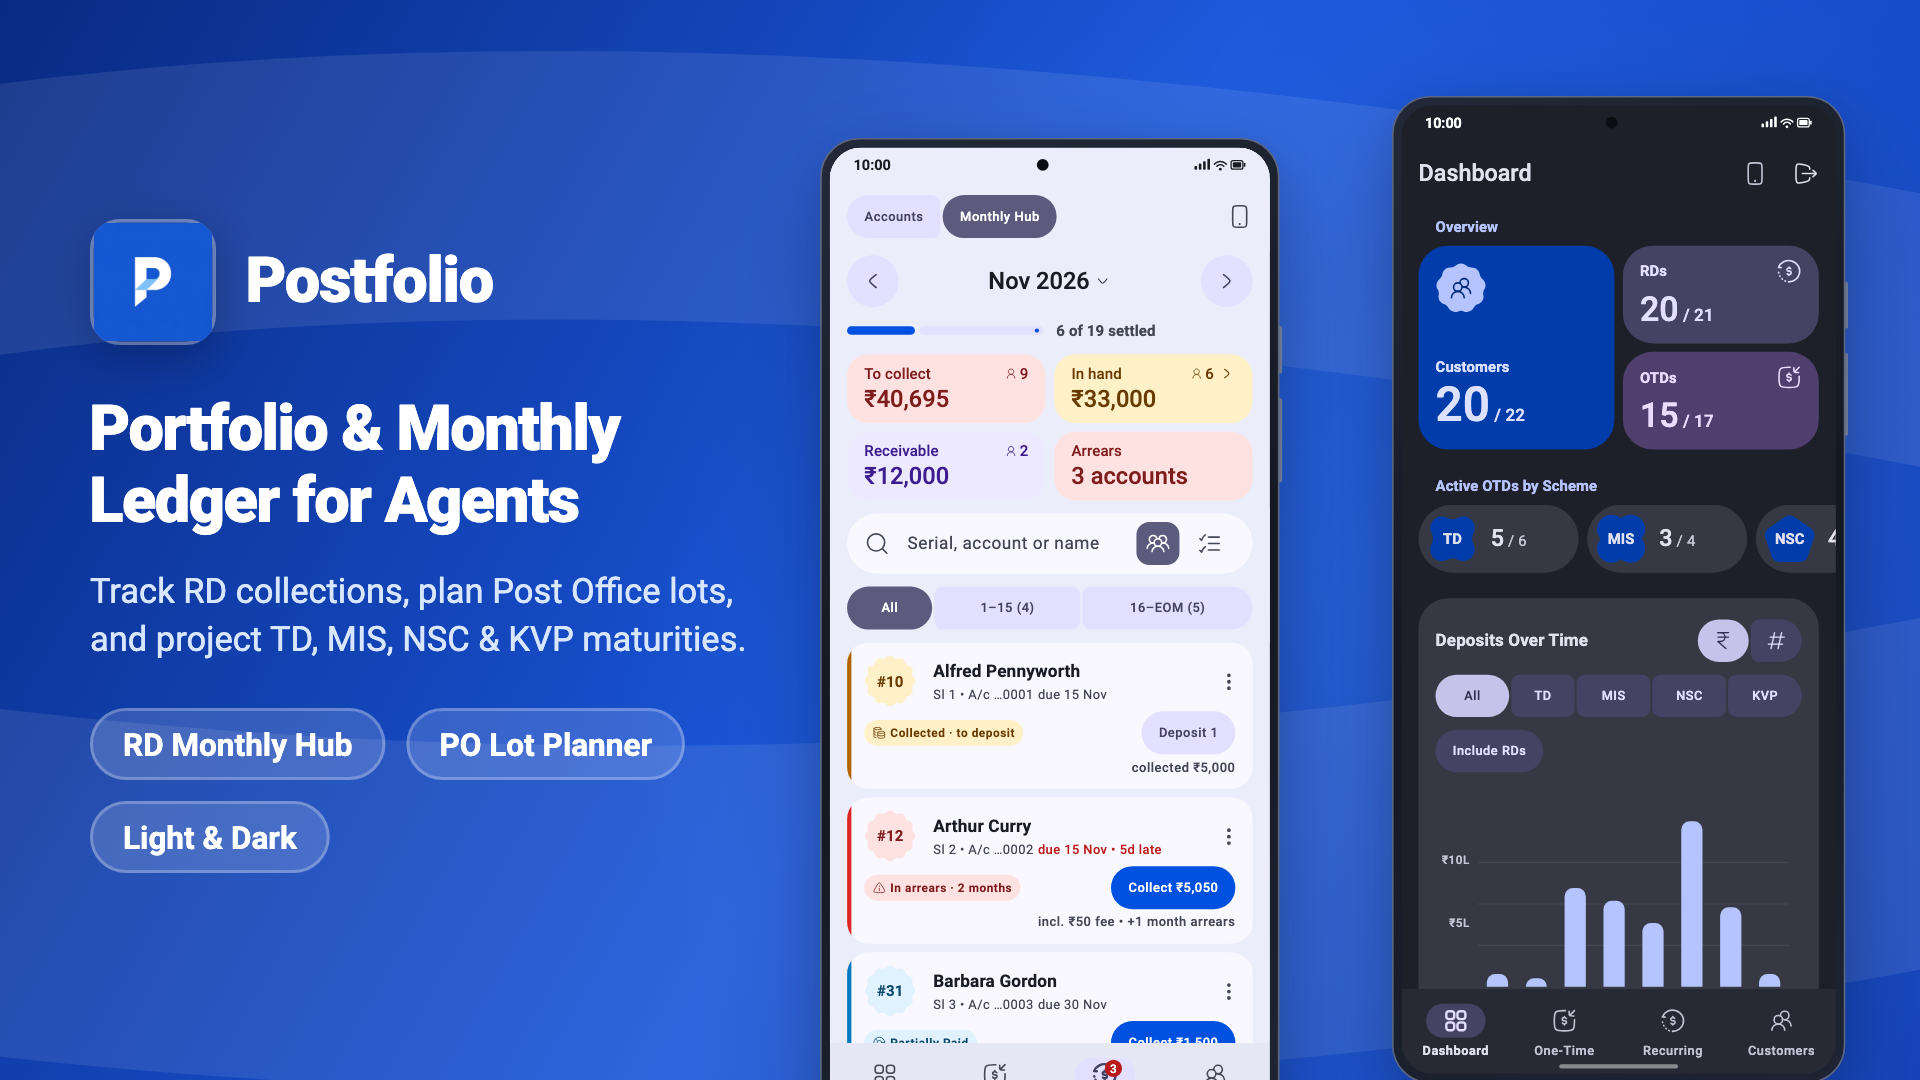 Postfolio
Portfolio & Monthly
Ledger for Agents
Track RD collections, plan Post Office lots,
and project TD, MIS, NSC & KVP maturities.
RD Monthly Hub
PO Lot Planner
Light & Dark
10:00
Accounts
Monthly Hub
Nov 2026
6 of 19 settled
To collect
9
₹40,695
In hand
6
₹33,000
Receivable
2
₹12,000
Arrears
3 accounts
Serial, account or name
All
1–15 (4)
16–EOM (5)
#10
Alfred Pennyworth
Sl 1 • A/c ...0001 due 15 Nov
Collected · to deposit
Deposit 1
collected ₹5,000
#12
Arthur Curry
Sl 2 • A/c ...0002 due 15 Nov • 5d late
In arrears · 2 months
Collect ₹5,050
incl. ₹50 fee • +1 month arrears
#31
Barbara Gordon
Sl 3 • A/c ...0003 due 30 Nov
Partially Paid
Collect ₹1,500
3
10:00
Dashboard
Overview
Customers
20 / 22
RDs
20 / 21
OTDs
15 / 17
Active OTDs by Scheme
TD
5 / 6
MIS
3 / 4
NSC
4
Deposits Over Time
₹
#
All
TD
MIS
NSC
KVP
Include RDs
₹10L
₹5L
Dashboard
One-Time
Recurring
Customers